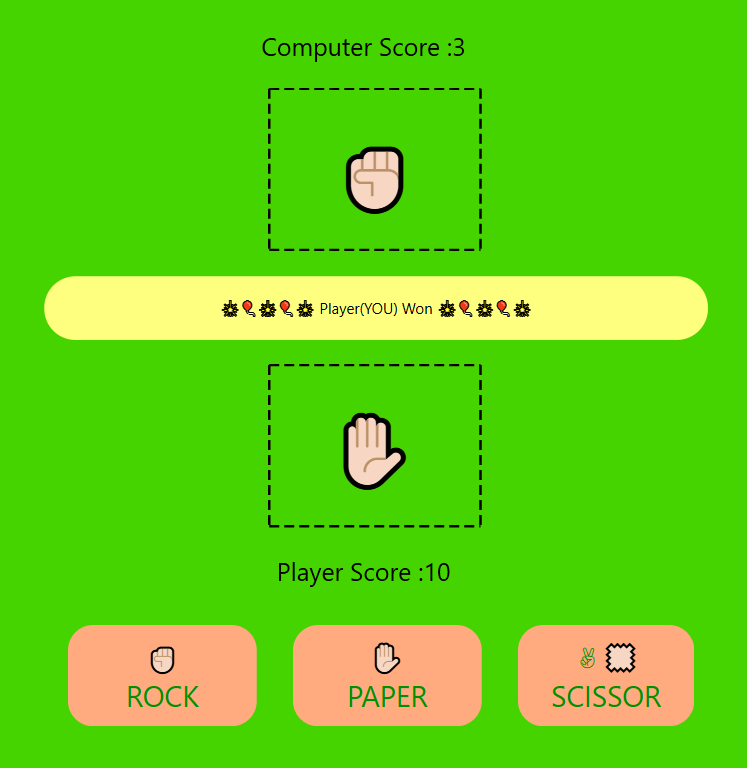 Computer Score :3
Player(YOU) Won
Player Score :10
ROCK
PAPER
SCISSOR